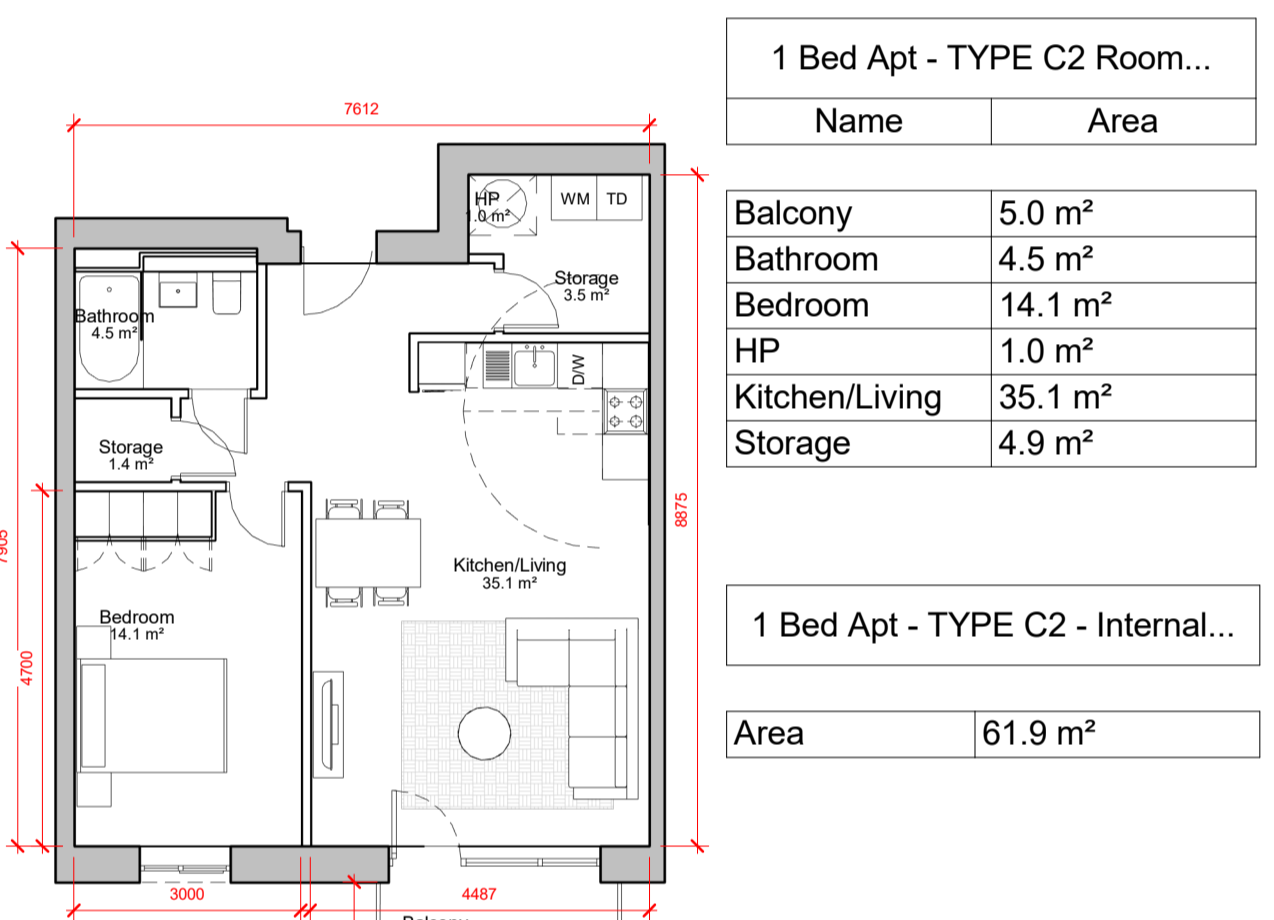 1 Bed Apt - TYPE C2 Room...
Name Area
Balcony 5.0 m²
Bathroom 4.5 m²
Bedroom 14.1 m²
HP 1.0 m²
Kitchen/Living 35.1 m²
Storage 4.9 m²
1 Bed Apt - TYPE C2 - Internal...
Area 61.9 m²
7612
HP
1.0 m²
WM TD
Storage
3.5 m²
Bathroom
4.5 m²
D/W
Storage
1.4 m²
7905
8875
Kitchen/Living
35.1 m²
Bedroom
14.1 m²
4700
3000
4487
Balcony